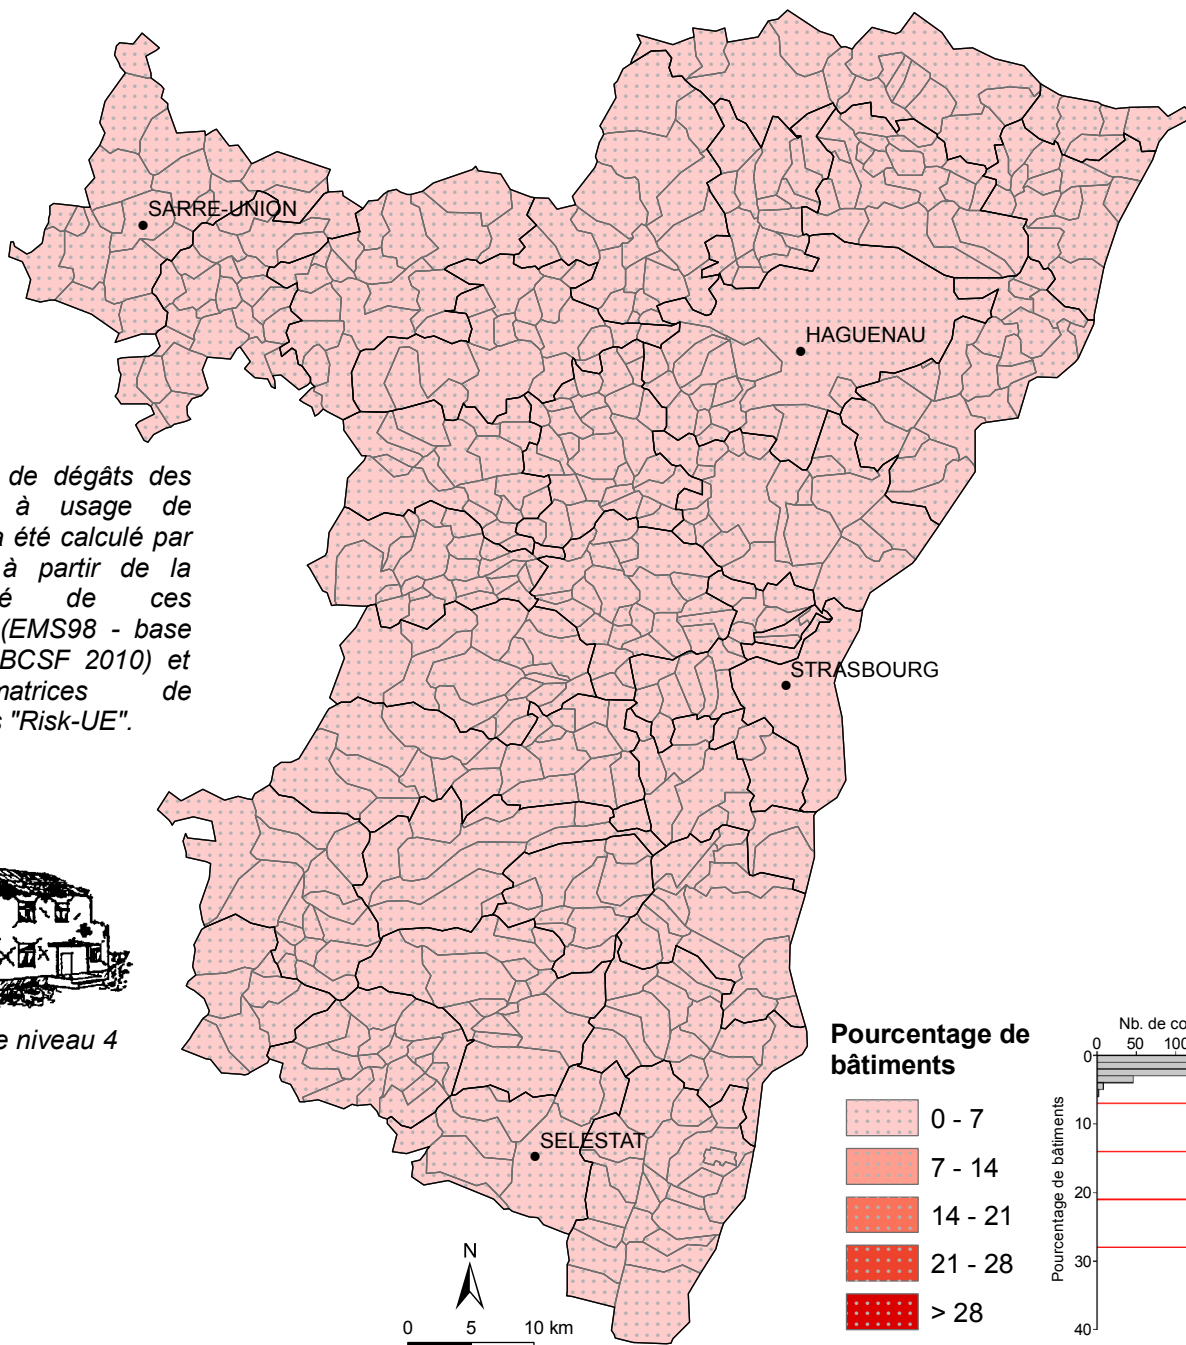 SARRE-UNION
HAGUENAU
de dégâts des
à usage de
a été calculé par
à partir de la
de ces
(EMS98 - base
BCSF 2010) et
de
"Risk-UE".
STRASBOURG
niveau 4
SELESTAT
N
0 5 10 km
Pourcentage de
bâtiments
0 - 7
7 - 14
14 - 21
21 - 28
> 28
Nb. de
0 50 100
0
10
20
30
40
Pourcentage de bâtiments